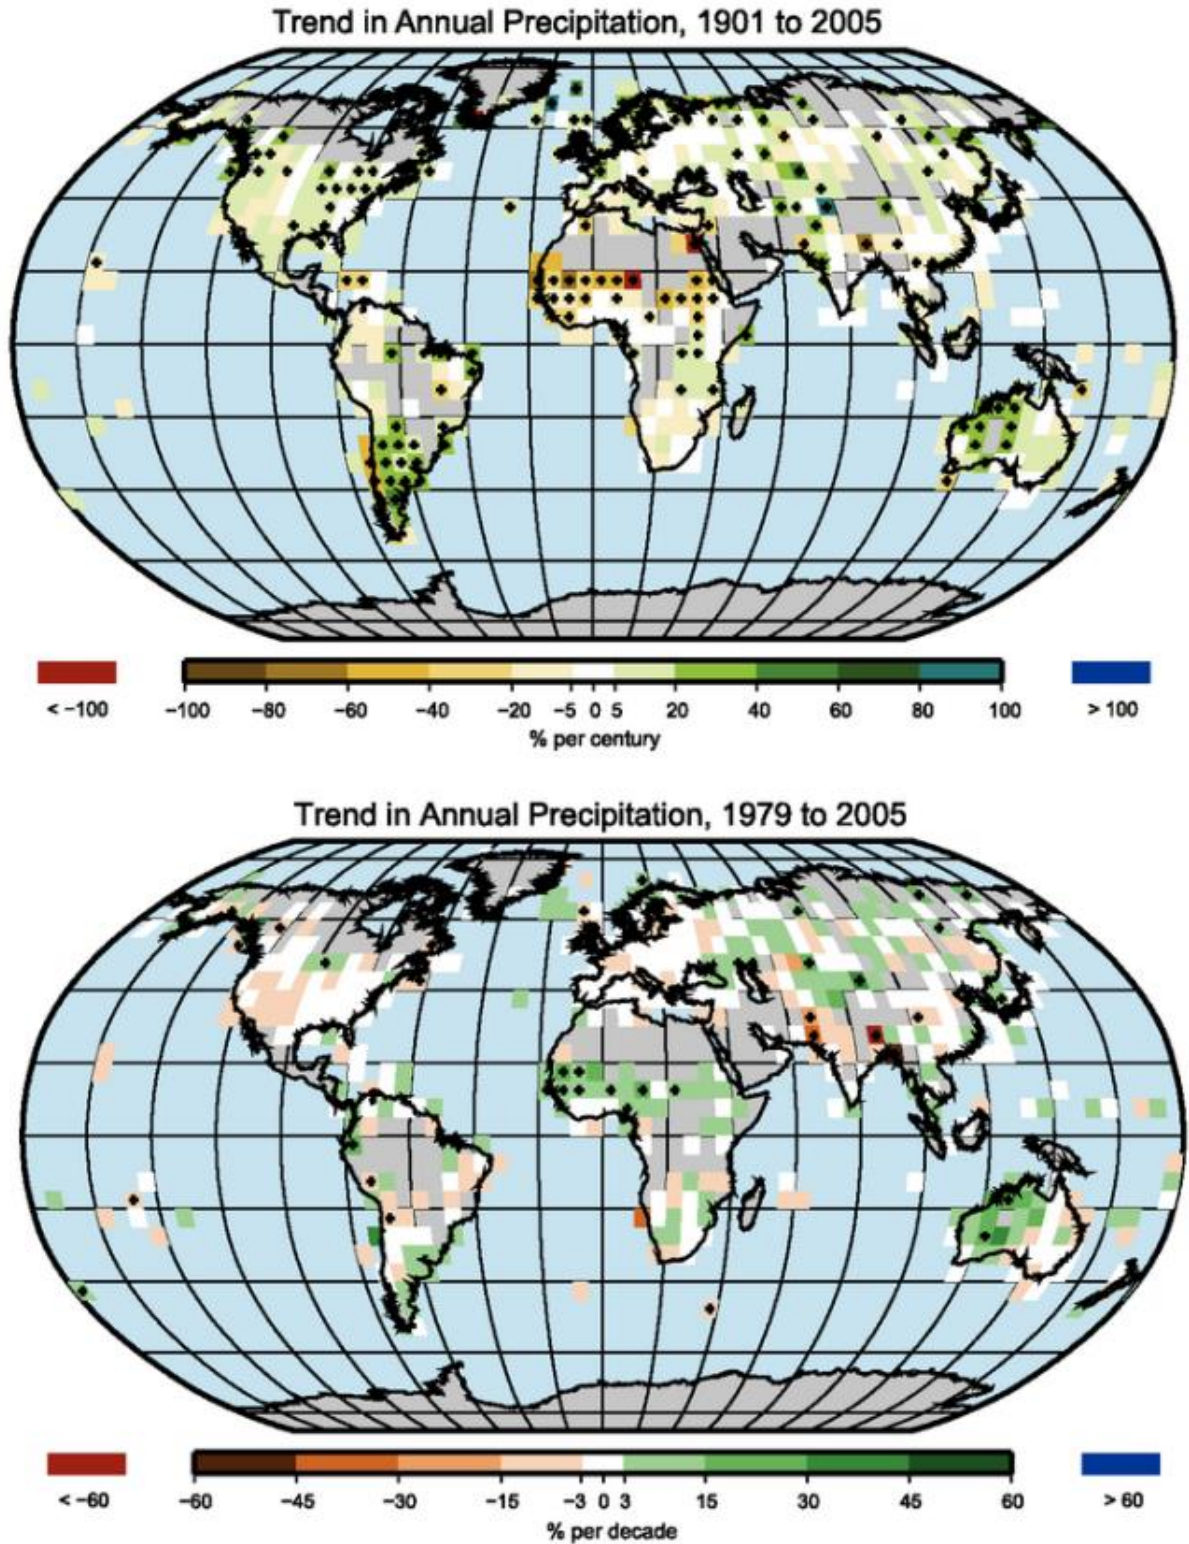 Trend in Annual Precipitation, 1901 to 2005
< −100 −100 −80 −60 −40 −20 −5 0 5 20 40 60 80 100 > 100
% per century
Trend in Annual Precipitation, 1979 to 2005
< −60 −60 −45 −30 −15 −3 0 3 15 30 45 60 > 60
% per decade